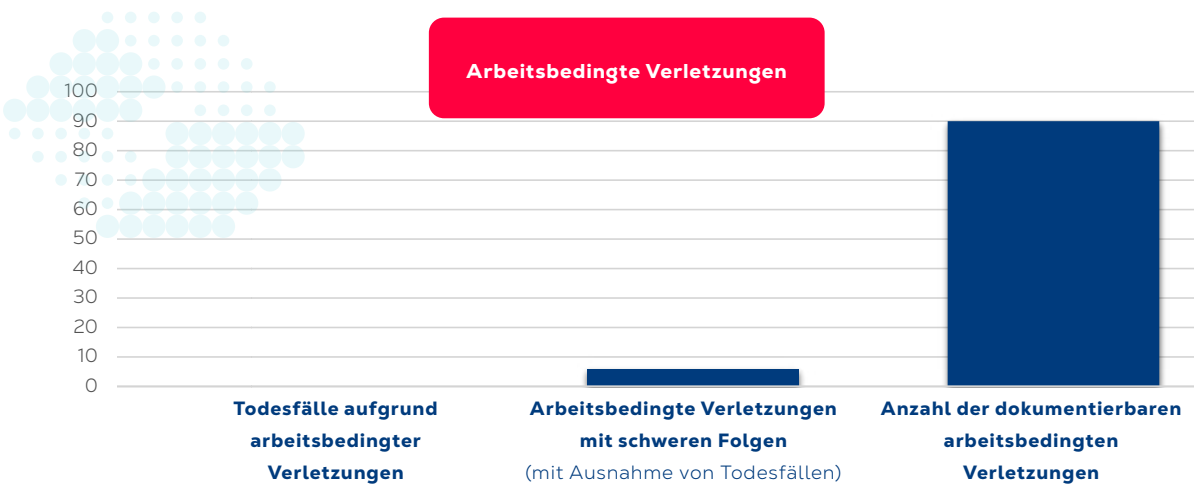 Arbeitsbedingte Verletzungen
100
90
80
70
60
50
40
30
20
10
0
Todesfälle aufgrund
arbeitsbedingter
Verletzungen
Arbeitsbedingte Verletzungen
mit schweren Folgen
(mit Ausnahme von Todesfällen)
Anzahl der dokumentierbaren
arbeitsbedingten
Verletzungen